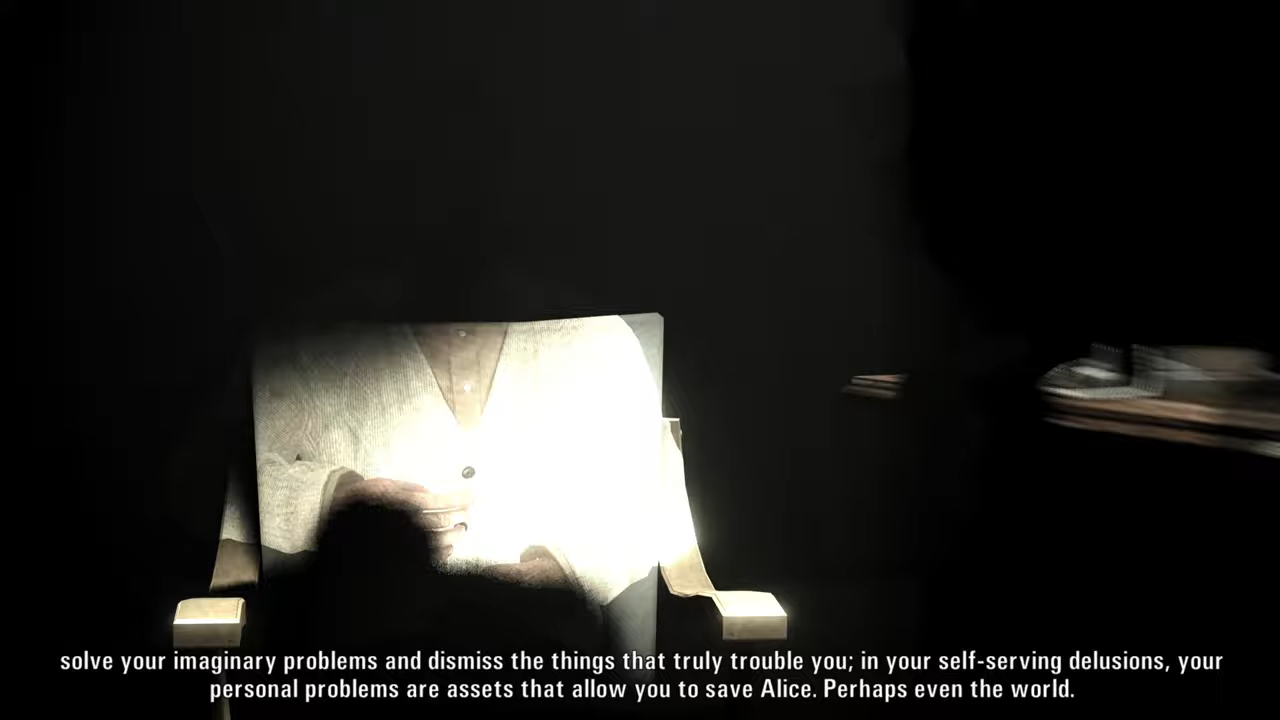 solve your imaginary problems and dismiss the things that truly trouble you; in your self-serving delusions, your
personal problems are assets that allow you to save Alice. Perhaps even the world.